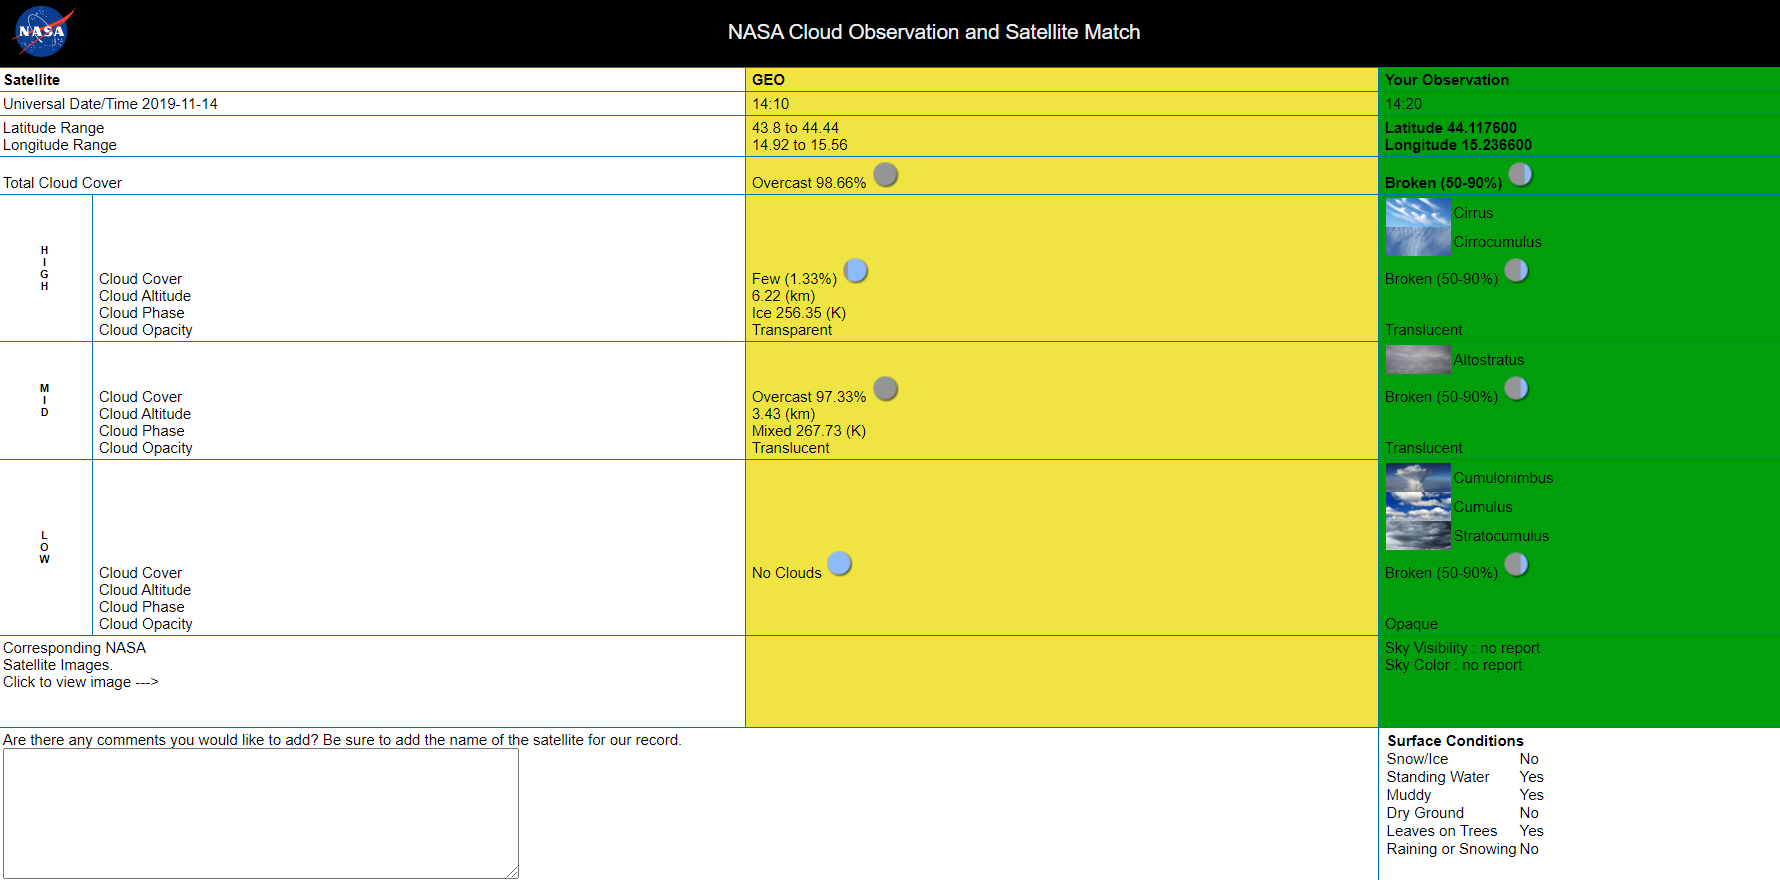 NASA
NASA Cloud Observation and Satellite Match
Satellite GEO Your Observation
Universal Date/Time 2019-11-14 14:10 14:20
Latitude Range 43.8 to 44.44 Latitude 44.117600
Longitude Range 14.92 to 15.56 Longitude 15.236600
Total Cloud Cover Overcast 98.66% Broken (50-90%)
HIGH
Cirrus
Cirrocumulus
Cloud Cover Few (1.33%) Broken (50-90%)
Cloud Altitude 6.22 (km)
Cloud Phase Ice 256.35 (K)
Cloud Opacity Transparent Translucent
MID
Altostratus
Cloud Cover Overcast 97.33% Broken (50-90%)
Cloud Altitude 3.43 (km)
Cloud Phase Mixed 267.73 (K)
Cloud Opacity Translucent Translucent
LOW
Cumulonimbus
Cumulus
Stratocumulus
Cloud Cover No Clouds Broken (50-90%)
Cloud Altitude
Cloud Phase
Cloud Opacity Opaque
Corresponding NASA Sky Visibility : no report
Satellite Images. Sky Color : no report
Click to view image --->
Are there any comments you would like to add? Be sure to add the name of the satellite for our record.
Surface Conditions
Snow/Ice No
Standing Water Yes
Muddy Yes
Dry Ground No
Leaves on Trees Yes
Raining or Snowing No